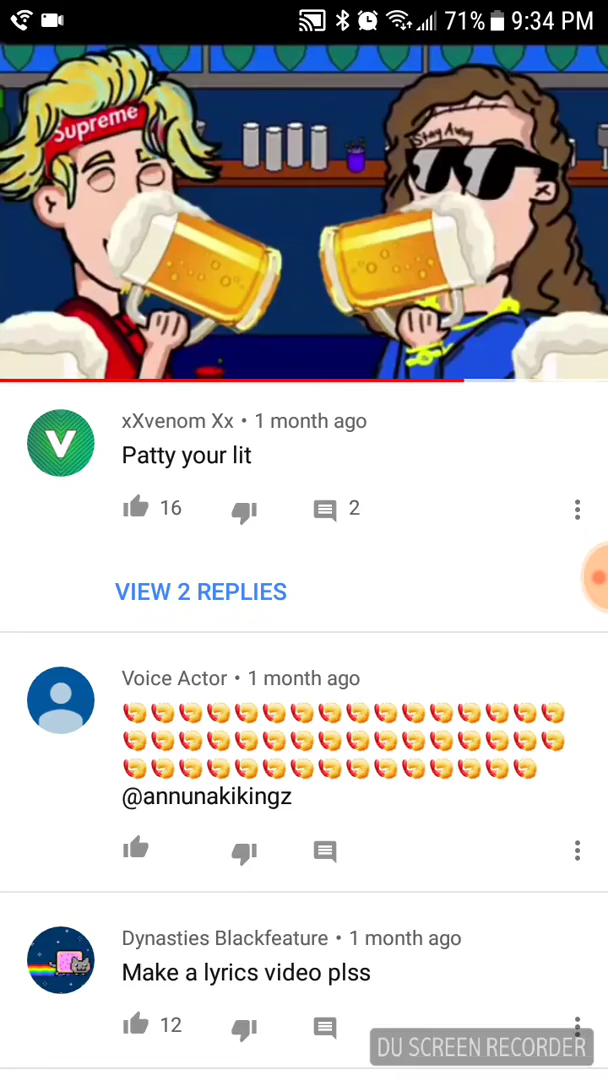 71% 9:34 PM
Supreme
Stay Away
xXvenom Xx • 1 month ago
Patty your lit
16
2
VIEW 2 REPLIES
Voice Actor • 1 month ago
@annunakikingz
Dynasties Blackfeature • 1 month ago
Make a lyrics video plss
12
DU SCREEN RECORDER